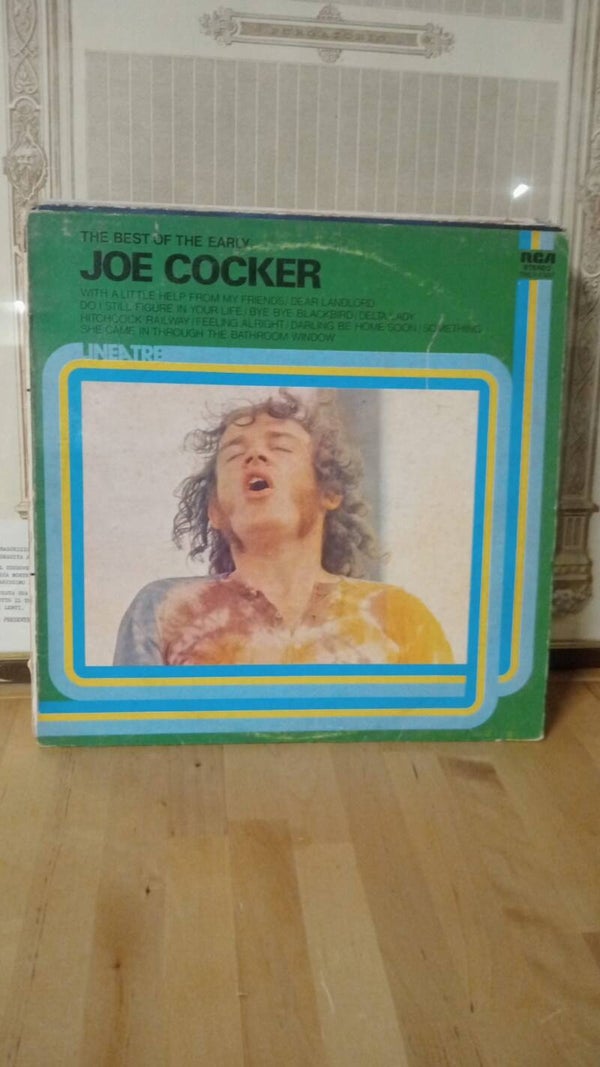 PURGATORIO
THE BEST OF THE EARLY
JOE COCKER
WITH A LITTLE HELP FROM MY FRIENDS / DEAR LANDLORD
DO I STILL FIGURE IN YOUR LIFE / BYE BYE BLACKBIRD / DELTA LADY
HITCHCOCK RAILWAY / FEELING ALRIGHT / DARLING BE HOME SOON / SOMETHING
SHE CAME IN THROUGH THE BATHROOM WINDOW
LINEATRE
RCA
STEREO